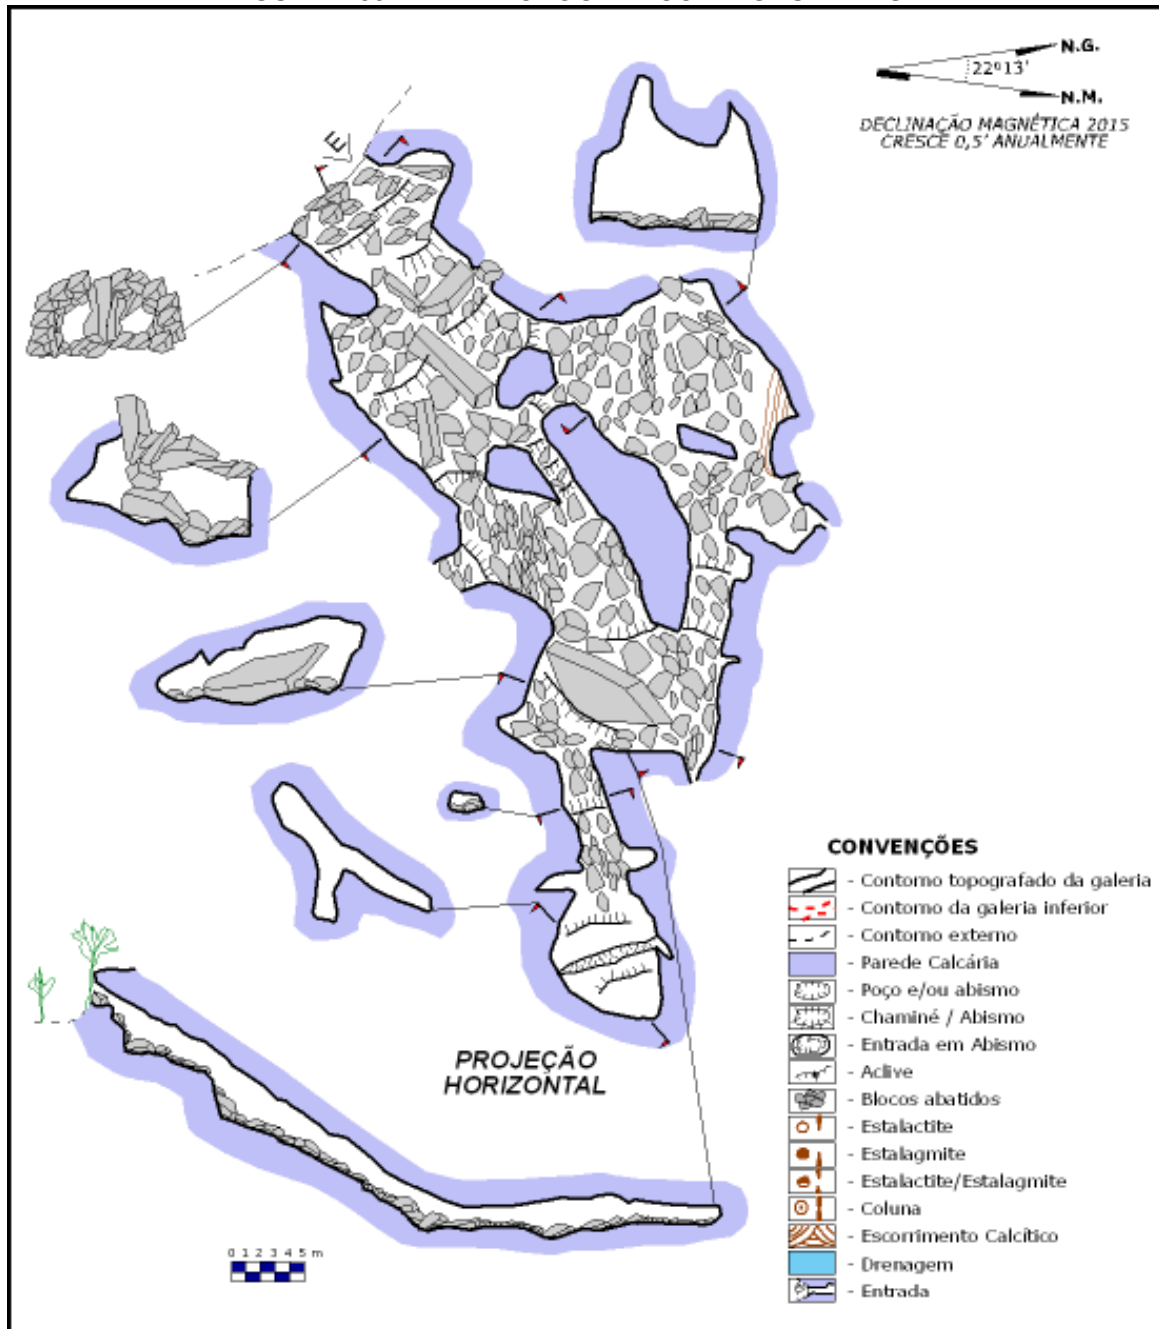 N.G.
22º13'
N.M.
DECLINAÇÃO MAGNÉTICA 2015
CRESCE 0,5' ANUALMENTE
E
CONVENÇÕES
- Contorno topografado da galeria
- Contorno da galeria inferior
- Contorno externo
- Parede Calcária
- Poço e/ou abismo
- Chaminé / Abismo
- Entrada em Abismo
- Aclive
- Blocos abatidos
- Estalactite
- Estalagmite
- Estalactite/Estalagmite
- Coluna
- Escorrimento Calcítico
- Drenagem
- Entrada
PROJEÇÃO
HORIZONTAL
0 1 2 3 4 5 m